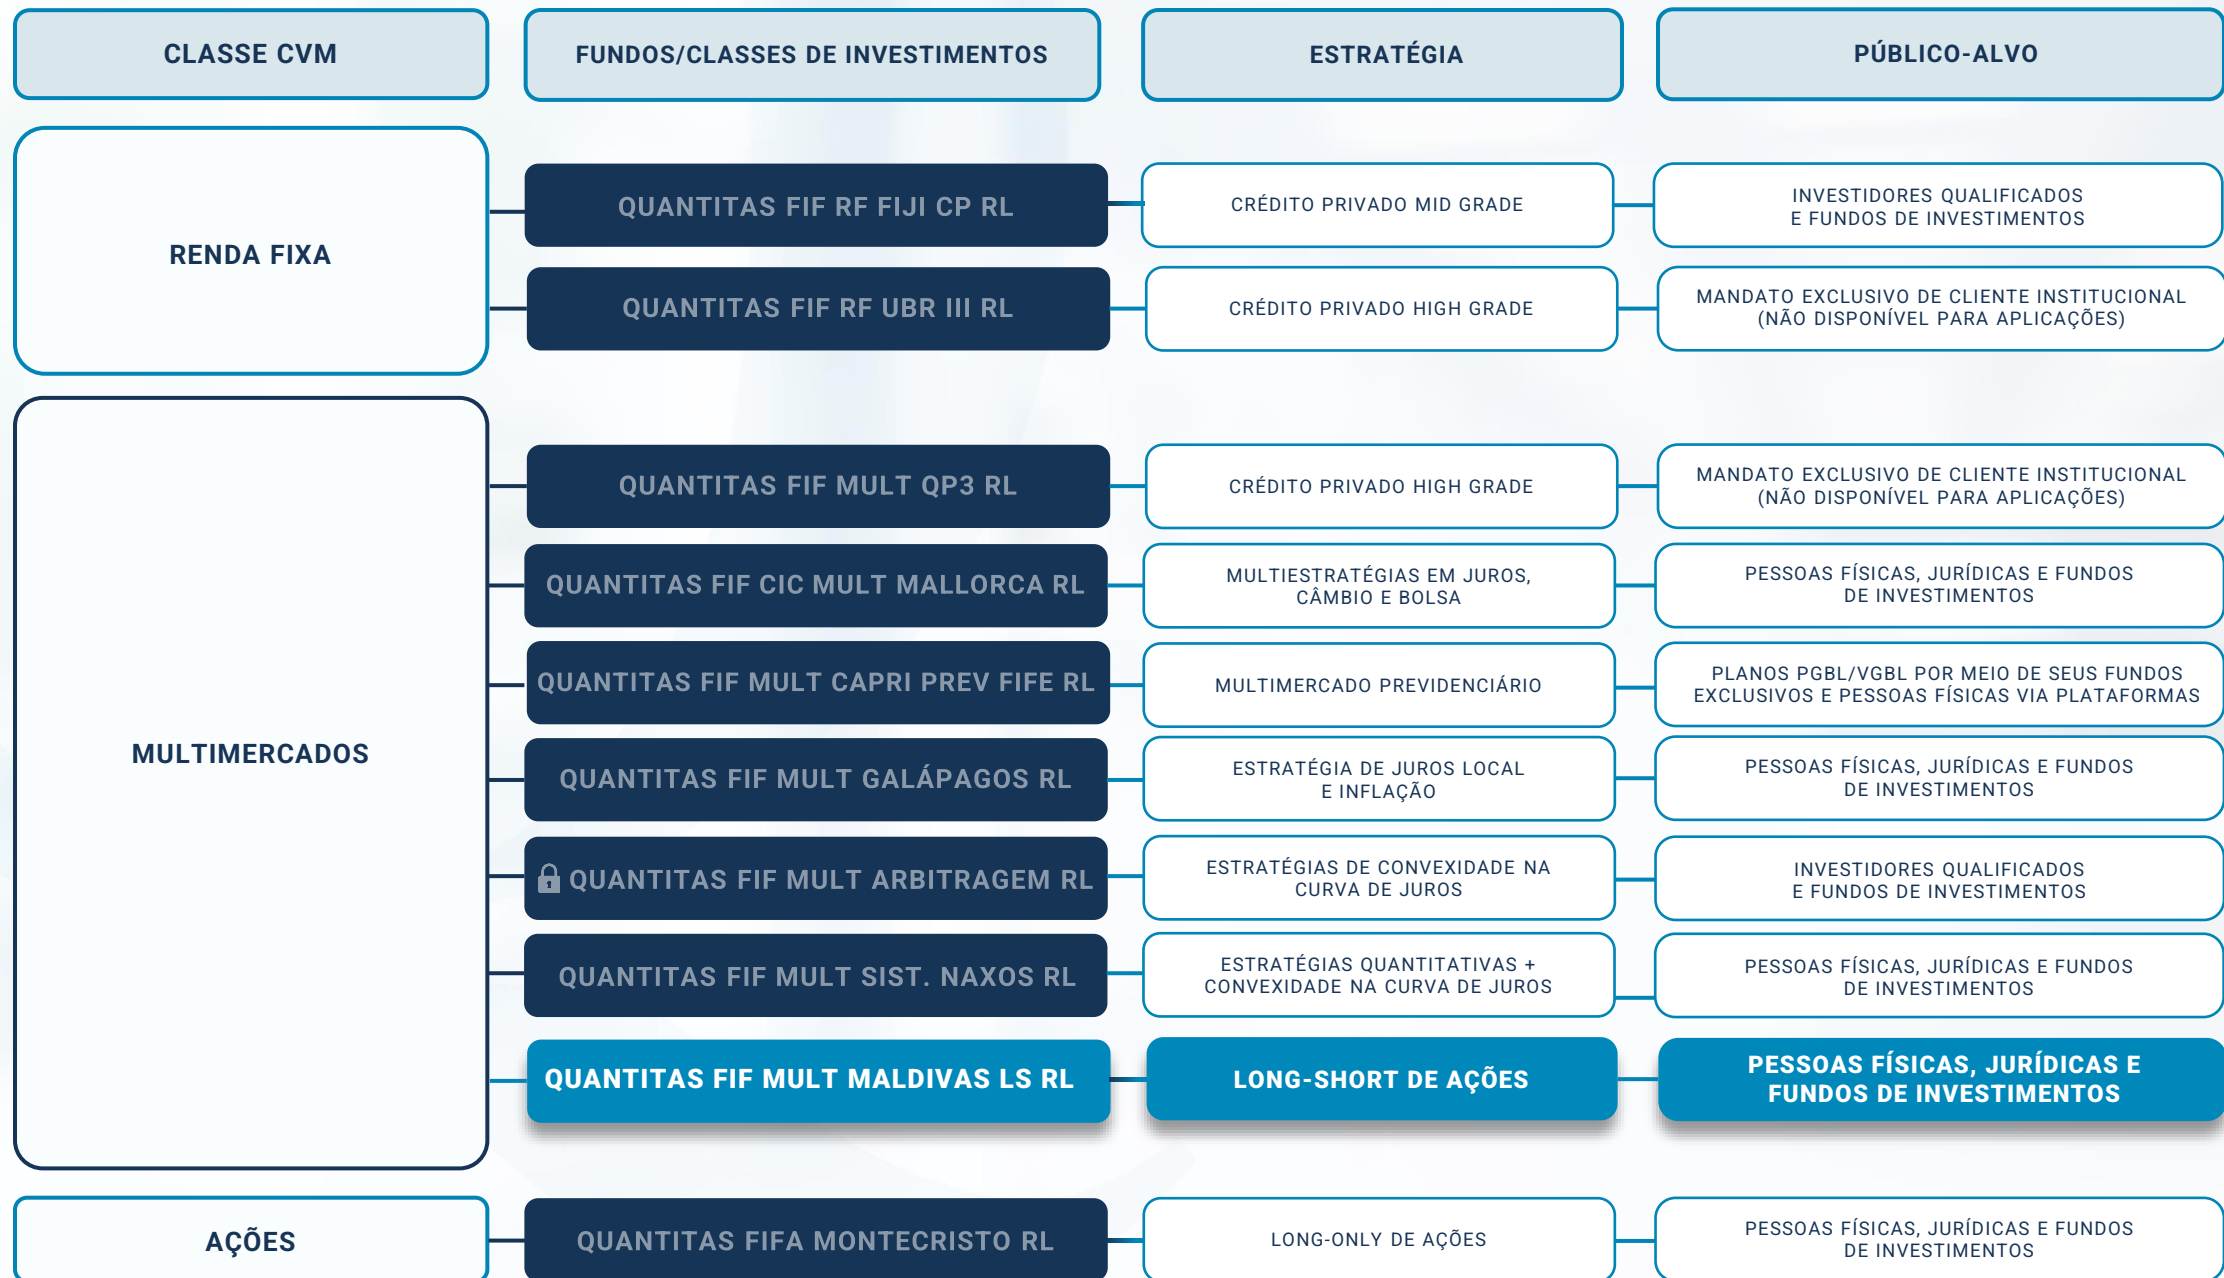 CLASSE CVM
FUNDOS/CLASSES DE INVESTIMENTOS
ESTRATÉGIA
PÚBLICO-ALVO
RENDA FIXA
QUANTITAS FIF RF FIJI CP RL
CRÉDITO PRIVADO MID GRADE
INVESTIDORES QUALIFICADOS
E FUNDOS DE INVESTIMENTOS
QUANTITAS FIF RF UBR III RL
CRÉDITO PRIVADO HIGH GRADE
MANDATO EXCLUSIVO DE CLIENTE INSTITUCIONAL
(NÃO DISPONÍVEL PARA APLICAÇÕES)
MULTIMERCADOS
QUANTITAS FIF MULT QP3 RL
CRÉDITO PRIVADO HIGH GRADE
MANDATO EXCLUSIVO DE CLIENTE INSTITUCIONAL
(NÃO DISPONÍVEL PARA APLICAÇÕES)
QUANTITAS FIF CIC MULT MALLORCA RL
MULTIESTRATÉGIAS EM JUROS,
CÂMBIO E BOLSA
PESSOAS FÍSICAS, JURÍDICAS E FUNDOS
DE INVESTIMENTOS
QUANTITAS FIF MULT CAPRI PREV FIFE RL
MULTIMERCADO PREVIDENCIÁRIO
PLANOS PGBL/VGBL POR MEIO DE SEUS FUNDOS
EXCLUSIVOS E PESSOAS FÍSICAS VIA PLATAFORMAS
QUANTITAS FIF MULT GALÁPAGOS RL
ESTRATÉGIA DE JUROS LOCAL
E INFLAÇÃO
PESSOAS FÍSICAS, JURÍDICAS E FUNDOS
DE INVESTIMENTOS
QUANTITAS FIF MULT ARBITRAGEM RL
ESTRATÉGIAS DE CONVEXIDADE NA
CURVA DE JUROS
INVESTIDORES QUALIFICADOS
E FUNDOS DE INVESTIMENTOS
QUANTITAS FIF MULT SIST. NAXOS RL
ESTRATÉGIAS QUANTITATIVAS +
CONVEXIDADE NA CURVA DE JUROS
PESSOAS FÍSICAS, JURÍDICAS E FUNDOS
DE INVESTIMENTOS
QUANTITAS FIF MULT MALDIVAS LS RL
LONG-SHORT DE AÇÕES
PESSOAS FÍSICAS, JURÍDICAS E
FUNDOS DE INVESTIMENTOS
AÇÕES
QUANTITAS FIFA MONTECRISTO RL
LONG-ONLY DE AÇÕES
PESSOAS FÍSICAS, JURÍDICAS E FUNDOS
DE INVESTIMENTOS